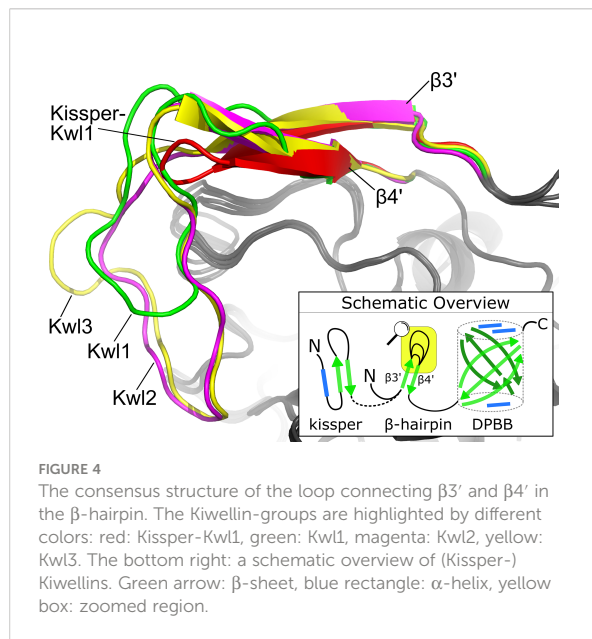 β3′
Kissper-
Kwl1
β4′
Kwl3
Kwl1
Kwl2
Schematic Overview
N
N
C
β3'
β4'
kissper
β-hairpin
DPBB
FIGURE 4
The consensus structure of the loop connecting β3′ and β4′ in
the β-hairpin. The Kiwellin-groups are highlighted by different
colors: red: Kissper-Kwl1, green: Kwl1, magenta: Kwl2, yellow:
Kwl3. The bottom right: a schematic overview of (Kissper-)
Kiwellins. Green arrow: β-sheet, blue rectangle: α-helix, yellow
box: zoomed region.